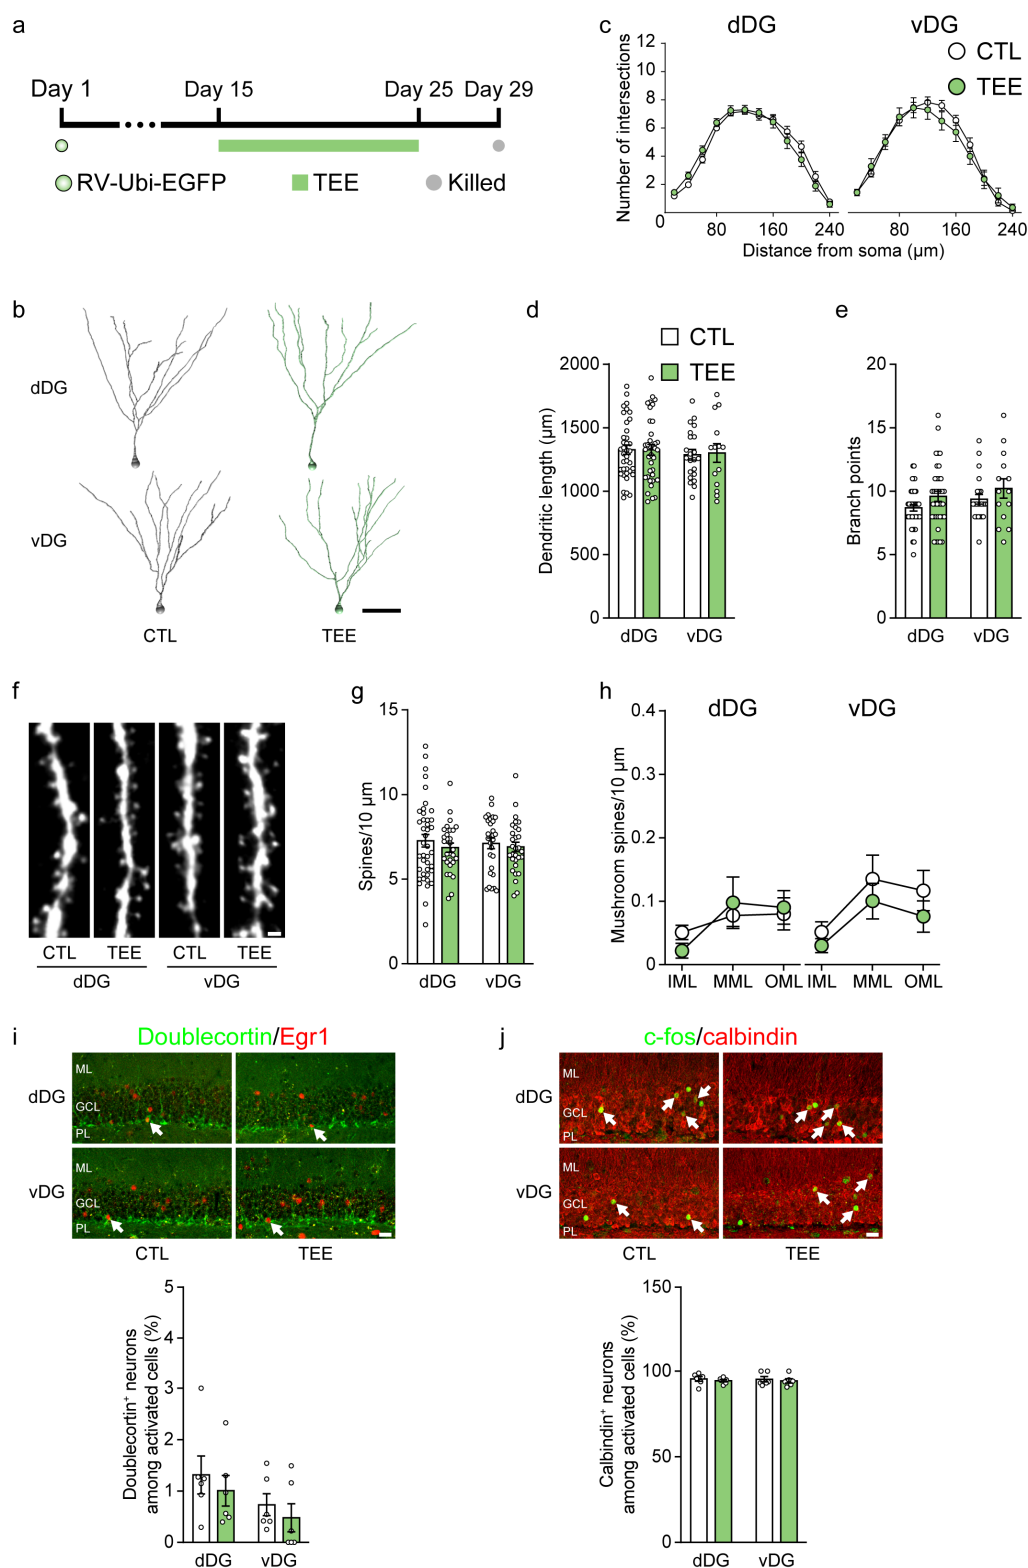 a
Day 1
Day 15
Day 25
Day 29
RV-Ubi-EGFP
TEE
Killed
c
dDG
vDG
CTL
TEE
Number of intersections
12
10
8
6
4
2
0
80
160
240
80
160
240
Distance from soma (µm)
b
dDG
vDG
CTL
TEE
d
CTL
TEE
Dendritic length (µm)
2000
1500
1000
500
0
dDG
vDG
e
Branch points
20
15
10
5
0
dDG
vDG
f
CTL
TEE
CTL
TEE
dDG
vDG
g
Spines/10 µm
15
10
5
0
dDG
vDG
h
dDG
vDG
Mushroom spines/10 µm
0.4
0.3
0.2
0.1
0
IML
MML
OML
IML
MML
OML
i
Doublecortin/Egr1
dDG
ML
GCL
PL
vDG
ML
GCL
PL
CTL
TEE
Doublecortin⁺ neurons
among activated cells (%)
5
4
3
2
1
0
dDG
vDG
j
c-fos/calbindin
dDG
ML
GCL
PL
vDG
ML
GCL
PL
CTL
TEE
Calbindin⁺ neurons
among activated cells (%)
150
100
50
0
dDG
vDG